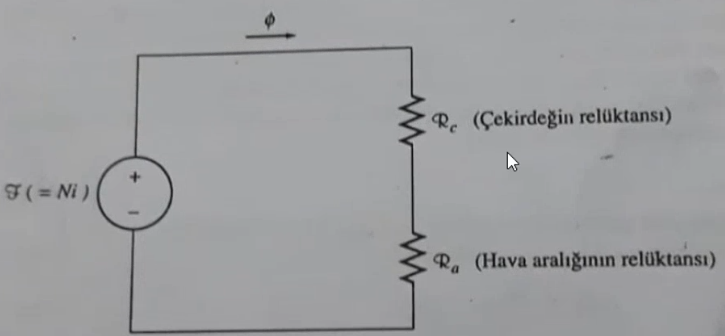 ϕ
ℛc (Çekirdeğin relüktansı)
ℱ (= Ni)
+
−
ℛa (Hava aralığının relüktansı)